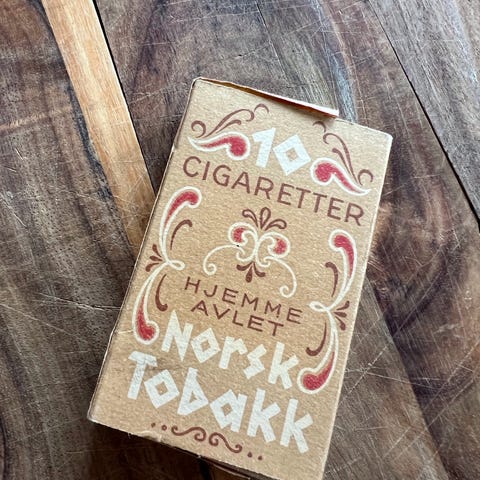 10
CIGARETTER
HJEMME
AVLET
Norsk
Tobakk